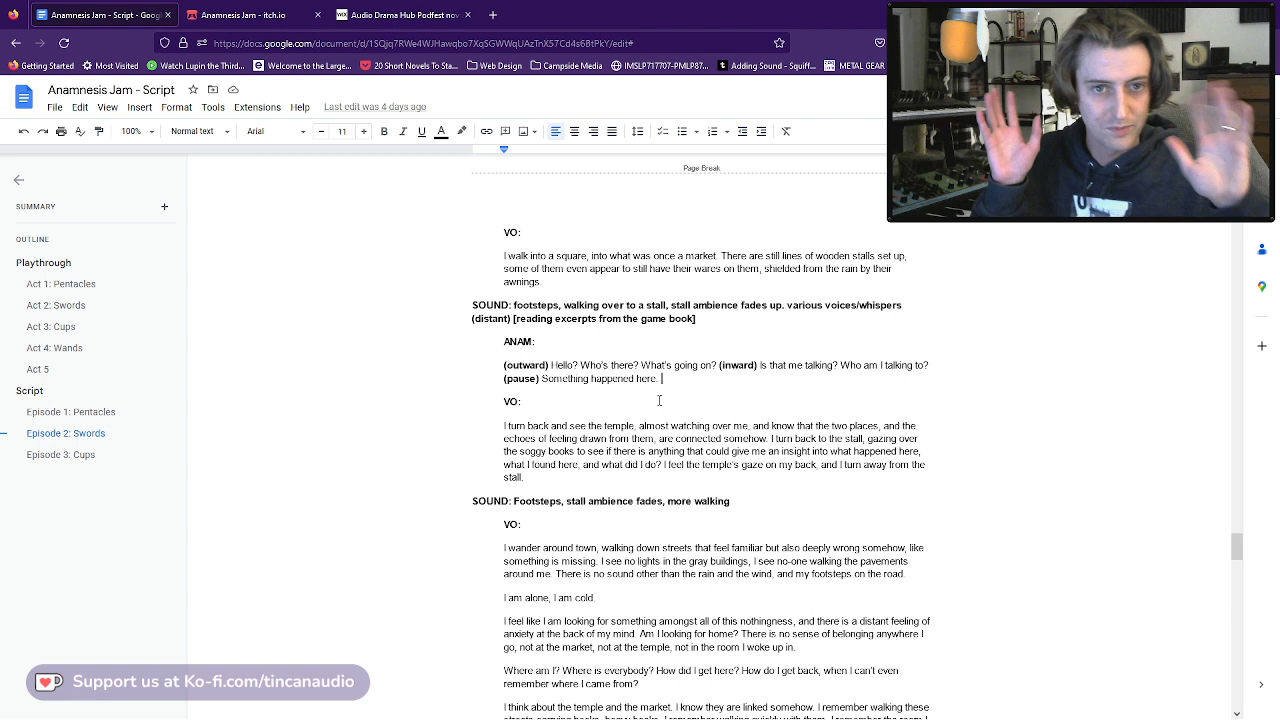 Anamnesis Jam - Script - Goog
Anamnesis Jam - itch.io
WiX Audio Drama Hub Podfest nov
https://docs.google.com/document/d/1SQjq7RWe4WJHawqbo7XqSGWWqUAzTnX57Cd4s6BtPkY/edit#
Getting Started
Most Visited
Watch Lupin the Third...
Welcome to the Large...
20 Short Novels To Sta...
Web Design
Campside Media
IMSLP717707-PMLP87...
Adding Sound - Squiff...
METAL GEAR
Anamnesis Jam - Script
File Edit View Insert Format Tools Extensions Help Last edit was 4 days ago
100% Normal text Arial 11 B I U A
SUMMARY
OUTLINE
Playthrough
Act 1: Pentacles
Act 2: Swords
Act 3: Cups
Act 4: Wands
Act 5
Script
Episode 1: Pentacles
Episode 2: Swords
Episode 3: Cups
Page Break
VO:
I walk into a square, into what was once a market. There are still lines of wooden stalls set up,
some of them even appear to still have their wares on them, shielded from the rain by their
awnings.
SOUND: footsteps, walking over to a stall, stall ambience fades up. various voices/whispers
(distant) [reading excerpts from the game book]
ANAM:
(outward) Hello? Who's there? What's going on? (inward) Is that me talking? Who am I talking to?
(pause) Something happened here.
VO:
I turn back and see the temple, almost watching over me, and know that the two places, and the
echoes of feeling drawn from them, are connected somehow. I turn back to the stall, gazing over
the soggy books to see if there is anything that could give me an insight into what happened here,
what I found here, and what did I do? I feel the temple's gaze on my back, and I turn away from the
stall.
SOUND: Footsteps, stall ambience fades, more walking
VO:
I wander around town, walking down streets that feel familiar but also deeply wrong somehow, like
something is missing. I see no lights in the gray buildings, I see no-one walking the pavements
around me. There is no sound other than the rain and the wind, and my footsteps on the road.
I am alone, I am cold.
I feel like I am looking for something amongst all of this nothingness, and there is a distant feeling of
anxiety at the back of my mind. Am I looking for home? There is no sense of belonging anywhere I
go, not at the market, not at the temple, not in the room I woke up in.
Where am I? Where is everybody? How did I get here? How do I get back, when I can't even
remember where I came from?
I think about the temple and the market. I know they are linked somehow. I remember walking these
Support us at Ko-fi.com/tincanaudio